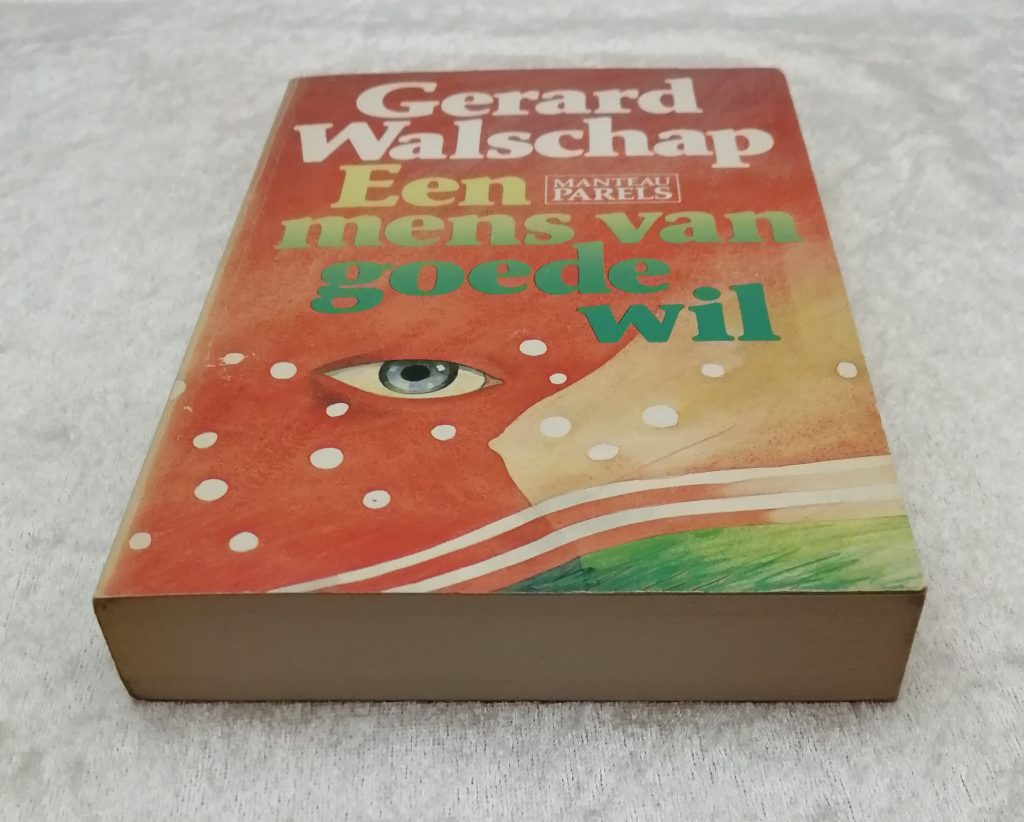 Gerard
Walschap
Een
MANTEAU
PARELS
mens van
goede
wil